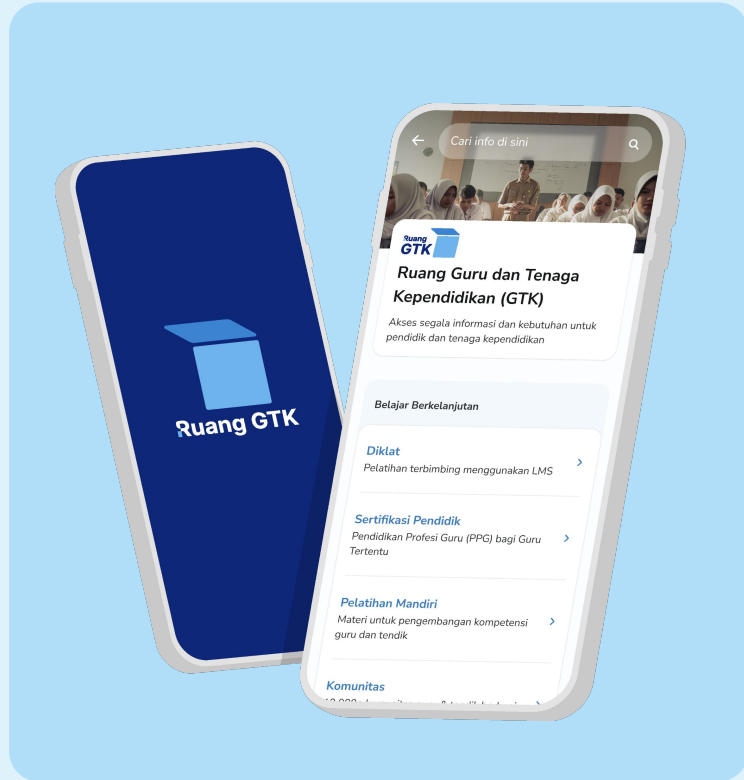 Ruang GTK
Cari info di sini
Ruang
GTK
Ruang Guru dan Tenaga
Kependidikan (GTK)
Akses segala informasi dan kebutuhan untuk
pendidik dan tenaga kependidikan
Belajar Berkelanjutan
Diklat
Pelatihan terbimbing menggunakan LMS
Sertifikasi Pendidik
Pendidikan Profesi Guru (PPG) bagi Guru
Tertentu
Pelatihan Mandiri
Materi untuk pengembangan kompetensi
guru dan tendik
Komunitas